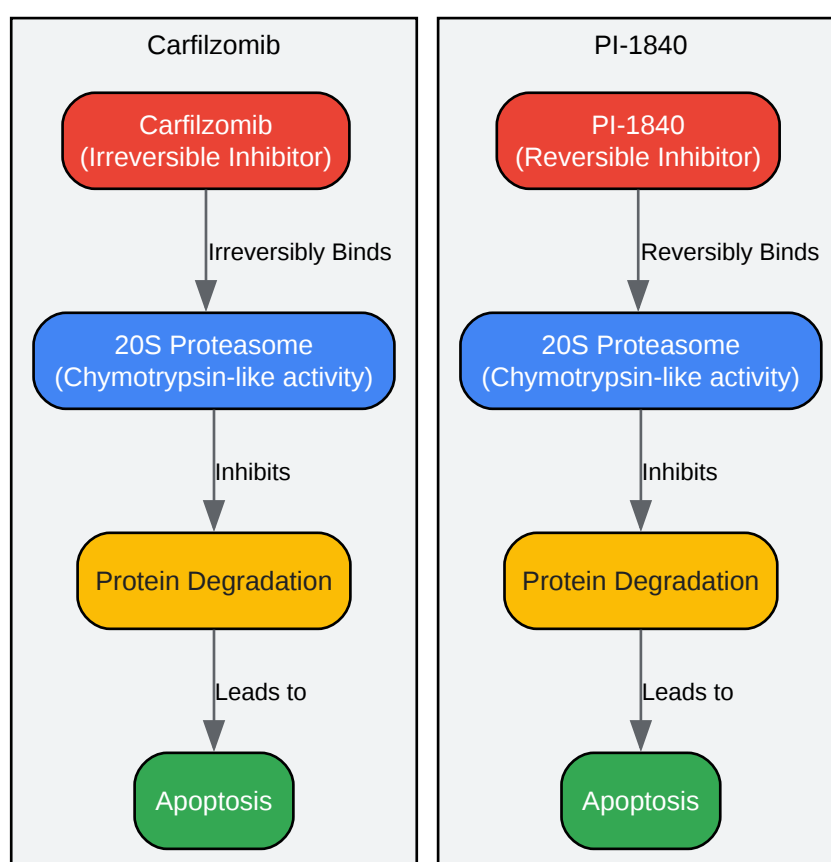 Carfilzomib
Carfilzomib
(Irreversible Inhibitor)
Irreversibly Binds
20S Proteasome
(Chymotrypsin-like activity)
Inhibits
Protein Degradation
Leads to
Apoptosis
PI-1840
PI-1840
(Reversible Inhibitor)
Reversibly Binds
20S Proteasome
(Chymotrypsin-like activity)
Inhibits
Protein Degradation
Leads to
Apoptosis